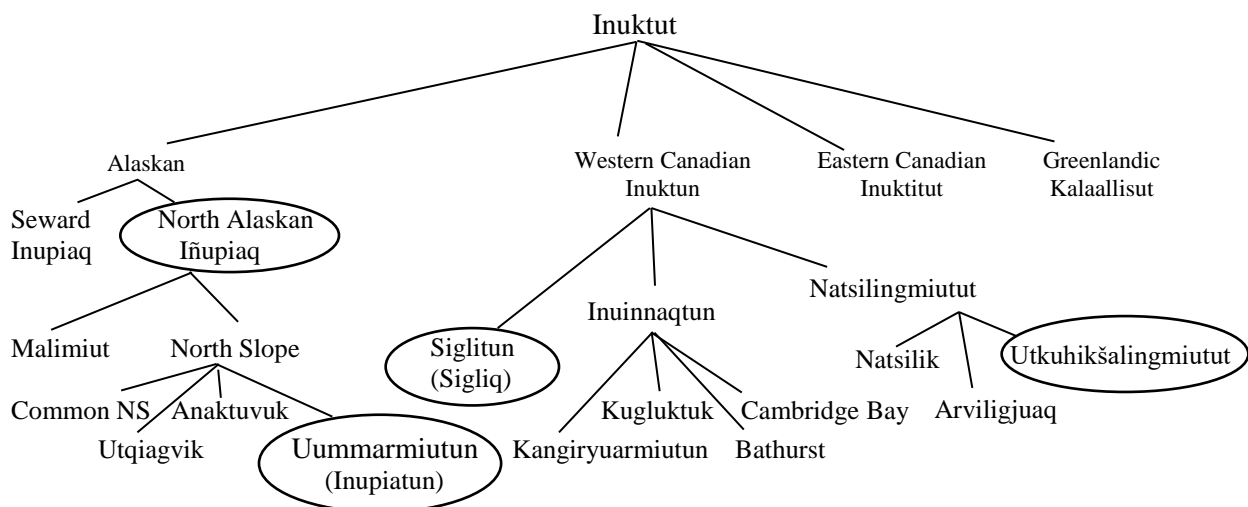 Inuktut
Alaskan
Western Canadian
Inuktun
Eastern Canadian
Inuktitut
Greenlandic
Kalaallisut
Seward
Inupiaq
North Alaskan
Iñupiaq
Natsilingmiutut
Inuinnaqtun
Malimiut
North Slope
Siglitun
(Sigliq)
Natsilik
Utkuhikšalingmiutut
Common NS
Anaktuvuk
Kugluktuk
Cambridge Bay
Arviligjuaq
Utqiagvik
Uummarmiutun
(Inupiatun)
Kangiryuarmiutun
Bathurst